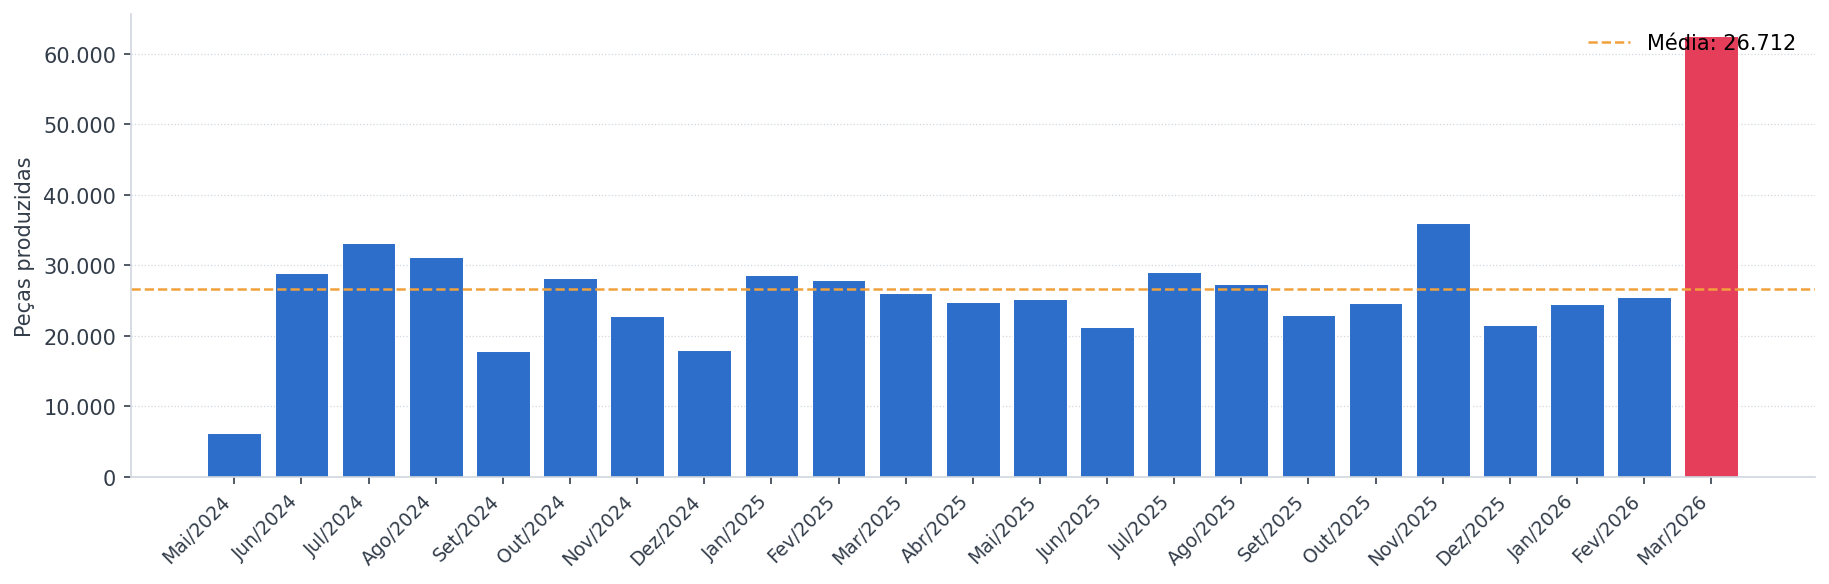 Média: 26.712
Peças produzidas
60.000
50.000
40.000
30.000
20.000
10.000
0
Mai/2024
Jun/2024
Jul/2024
Ago/2024
Set/2024
Out/2024
Nov/2024
Dez/2024
Jan/2025
Fev/2025
Mar/2025
Abr/2025
Mai/2025
Jun/2025
Jul/2025
Ago/2025
Set/2025
Out/2025
Nov/2025
Dez/2025
Jan/2026
Fev/2026
Mar/2026